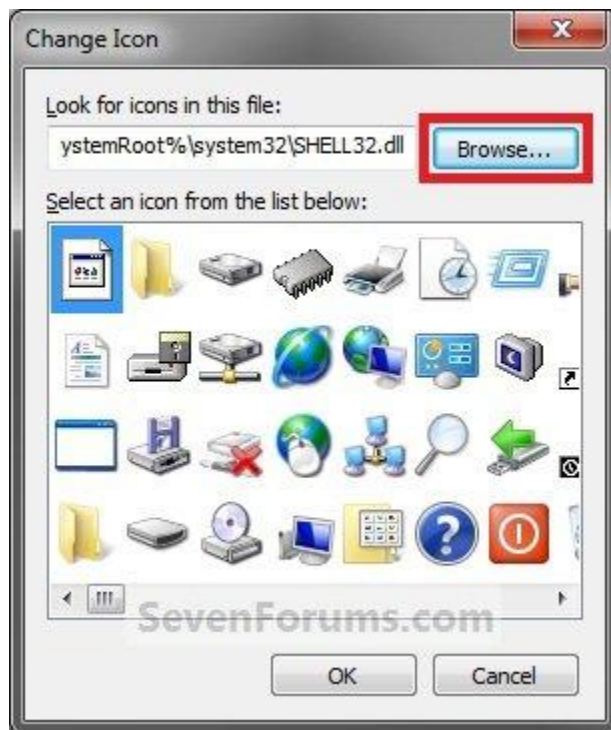 Change Icon
Look for icons in this file:
ystemRoot%\system32\SHELL32.dll
Browse...
Select an icon from the list below:
SevenForums.com
OK
Cancel